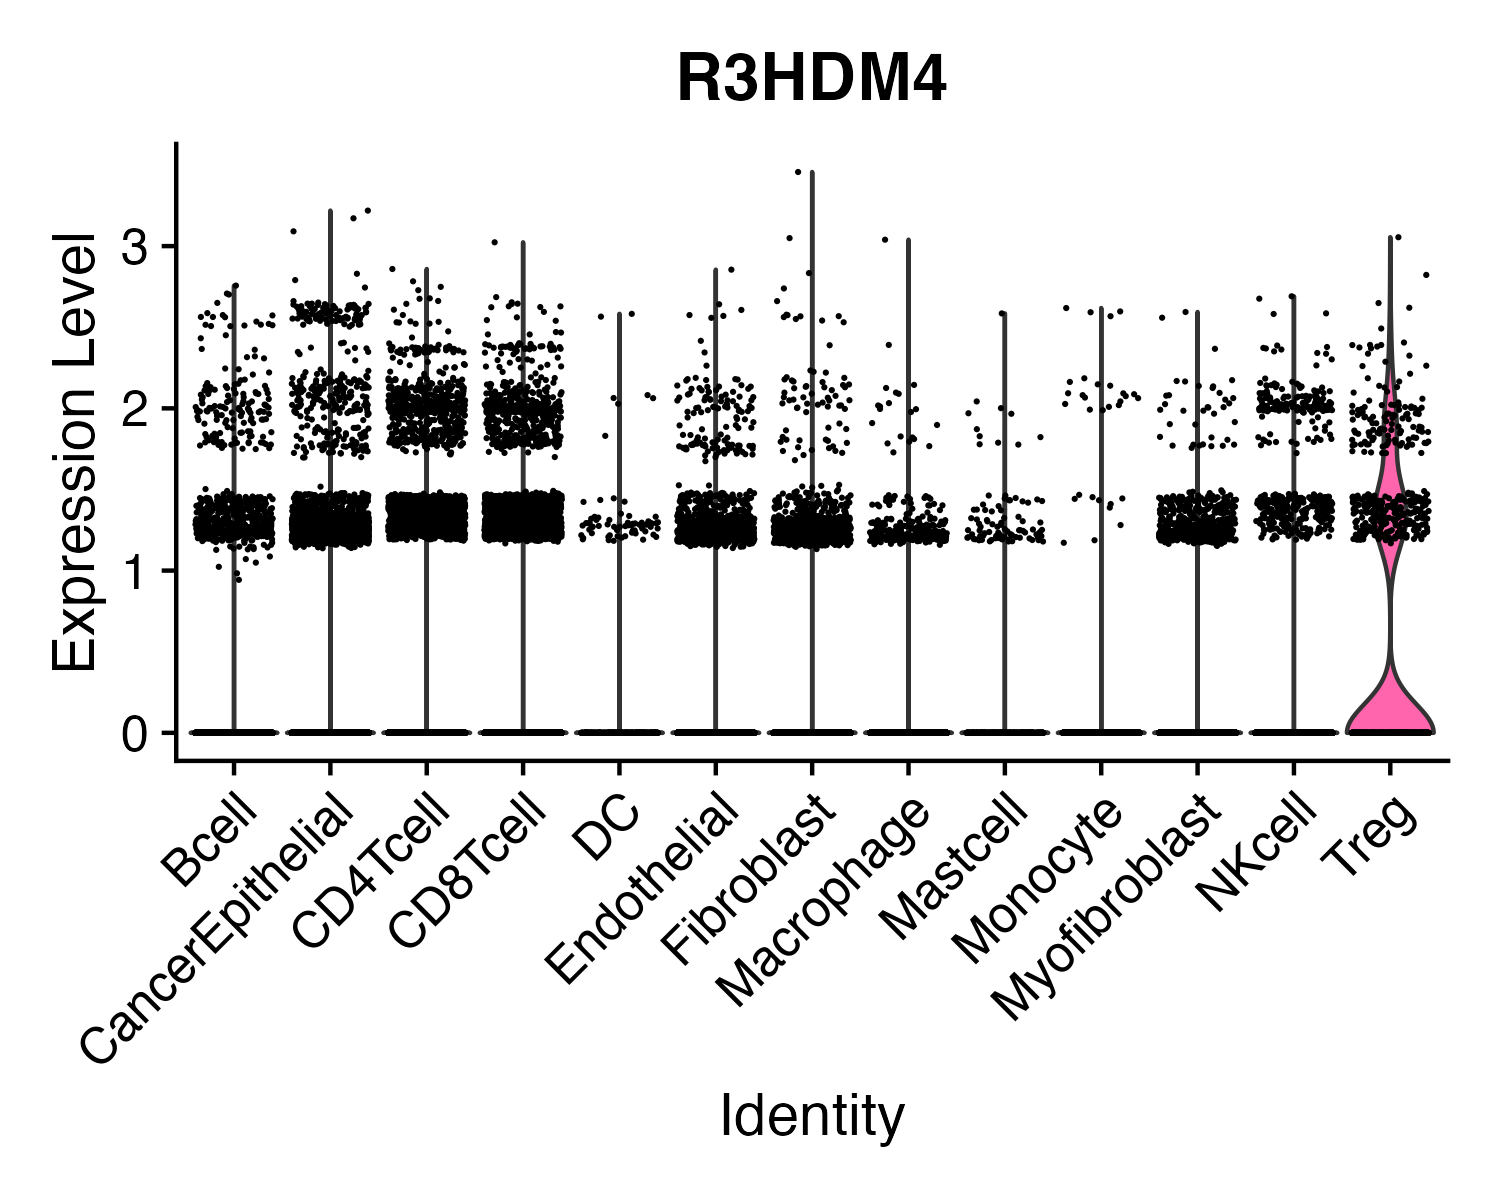 R3HDM4
Expression Level
3
2
1
0
Bcell
CancerEpithelial
CD4Tcell
CD8Tcell
DC
Endothelial
Fibroblast
Macrophage
Mastcell
Monocyte
Myofibroblast
NKcell
Treg
Identity